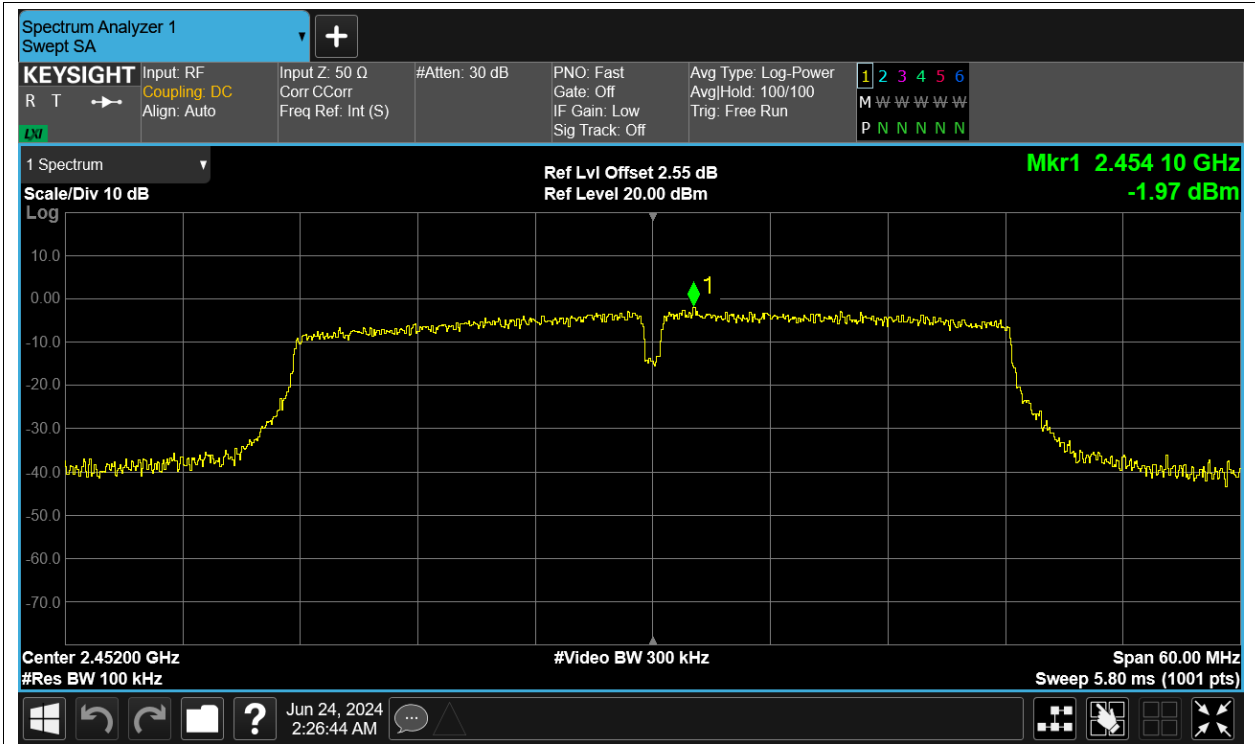 Spectrum Analyzer 1
Swept SA
KEYSIGHT
R T
LXI
Input: RF
Coupling: DC
Align: Auto
Input Z: 50 Ω
Corr CCorr
Freq Ref: Int (S)
#Atten: 30 dB
PNO: Fast
Gate: Off
IF Gain: Low
Sig Track: Off
Avg Type: Log-Power
Avg|Hold: 100/100
Trig: Free Run
1 2 3 4 5 6
M W W W W W
P N N N N N
1 Spectrum
Scale/Div 10 dB
Ref Lvl Offset 2.55 dB
Ref Level 20.00 dBm
Mkr1 2.454 10 GHz
-1.97 dBm
Log
10.0
0.00
-10.0
-20.0
-30.0
-40.0
-50.0
-60.0
-70.0
1
Center 2.45200 GHz
#Res BW 100 kHz
#Video BW 300 kHz
Span 60.00 MHz
Sweep 5.80 ms (1001 pts)
?
Jun 24, 2024
2:26:44 AM